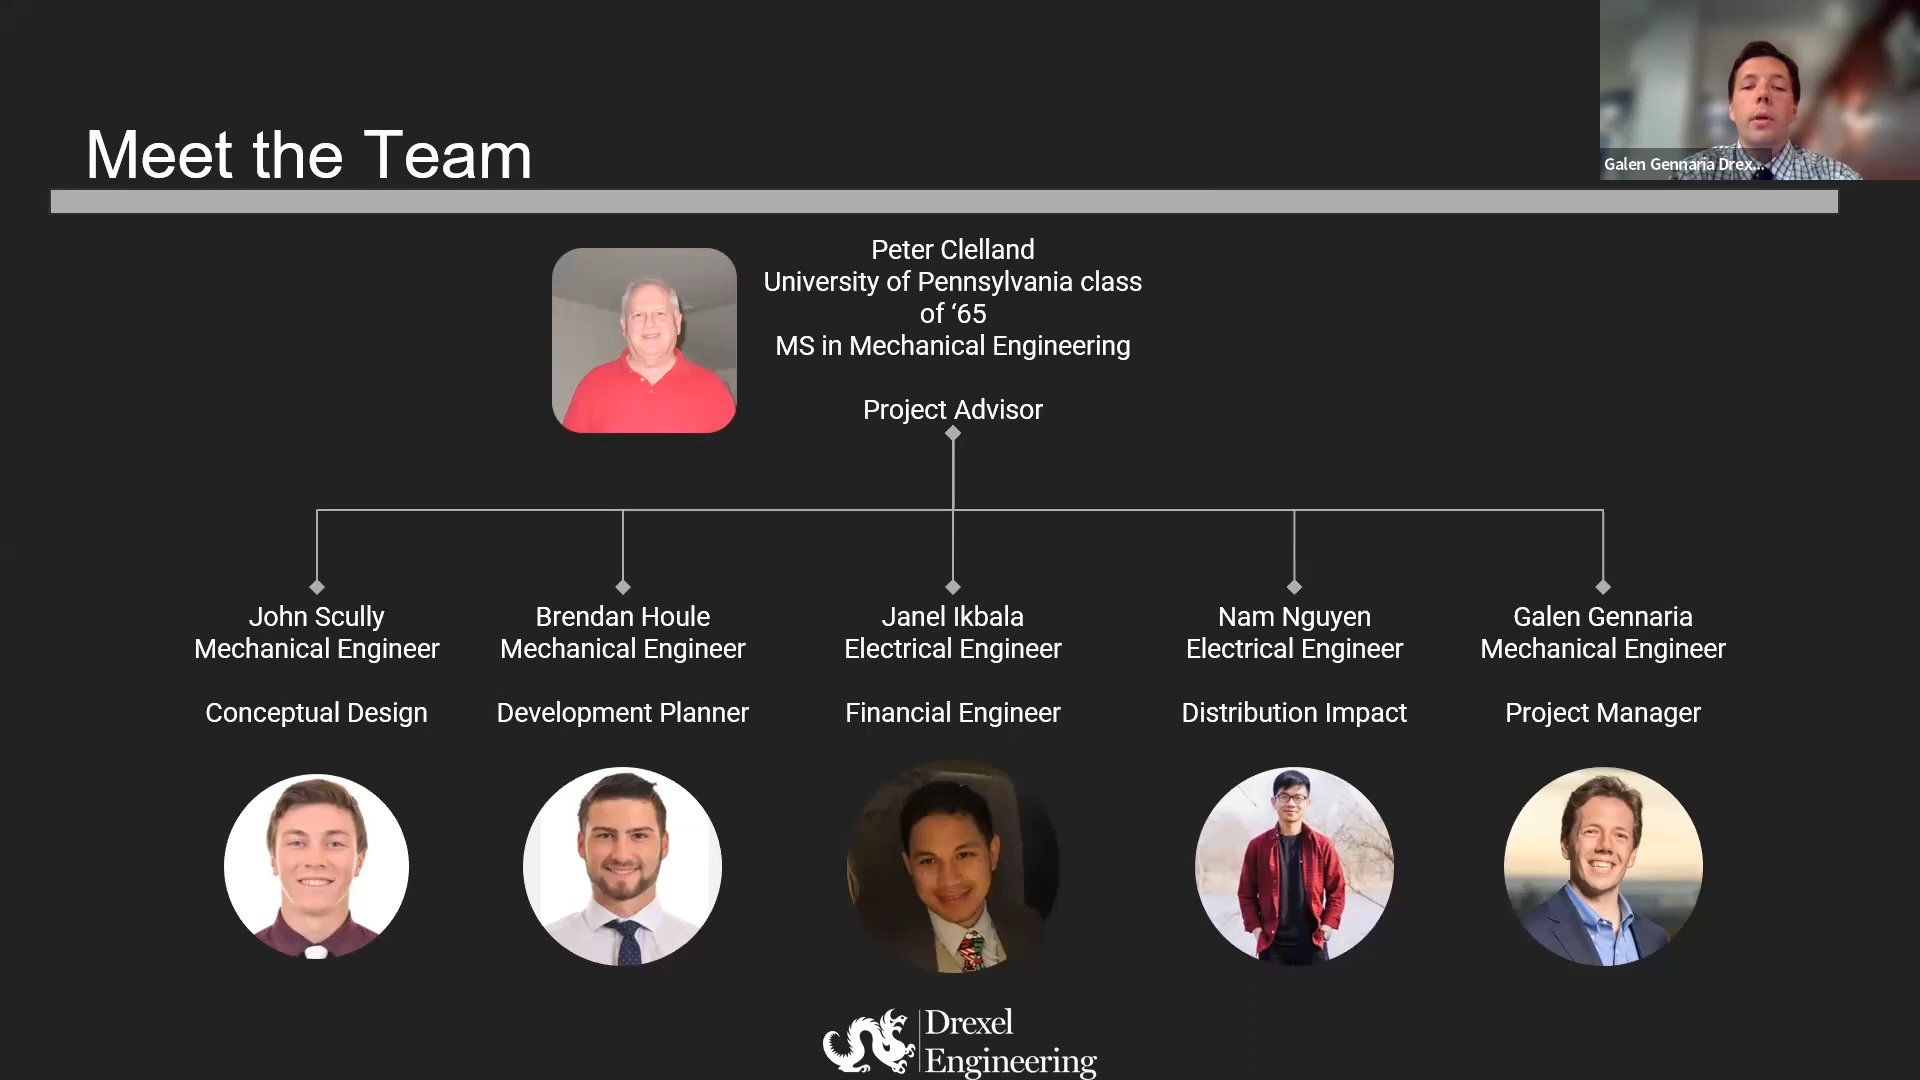 Galen Gennaria Drex...
Meet the Team
Peter Clelland
University of Pennsylvania class
of ‘65
MS in Mechanical Engineering
Project Advisor
John Scully
Mechanical Engineer
Conceptual Design
Brendan Houle
Mechanical Engineer
Development Planner
Janel Ikbala
Electrical Engineer
Financial Engineer
Nam Nguyen
Electrical Engineer
Distribution Impact
Galen Gennaria
Mechanical Engineer
Project Manager
Drexel
Engineering